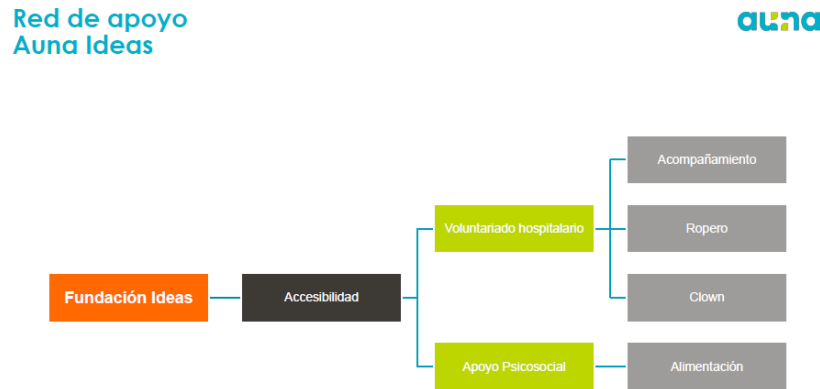 Red de apoyo
Auna Ideas
auna
Acompañamiento
Voluntariado hospitalario
Ropero
Fundación Ideas
Accesibilidad
Clown
Apoyo Psicosocial
Alimentación